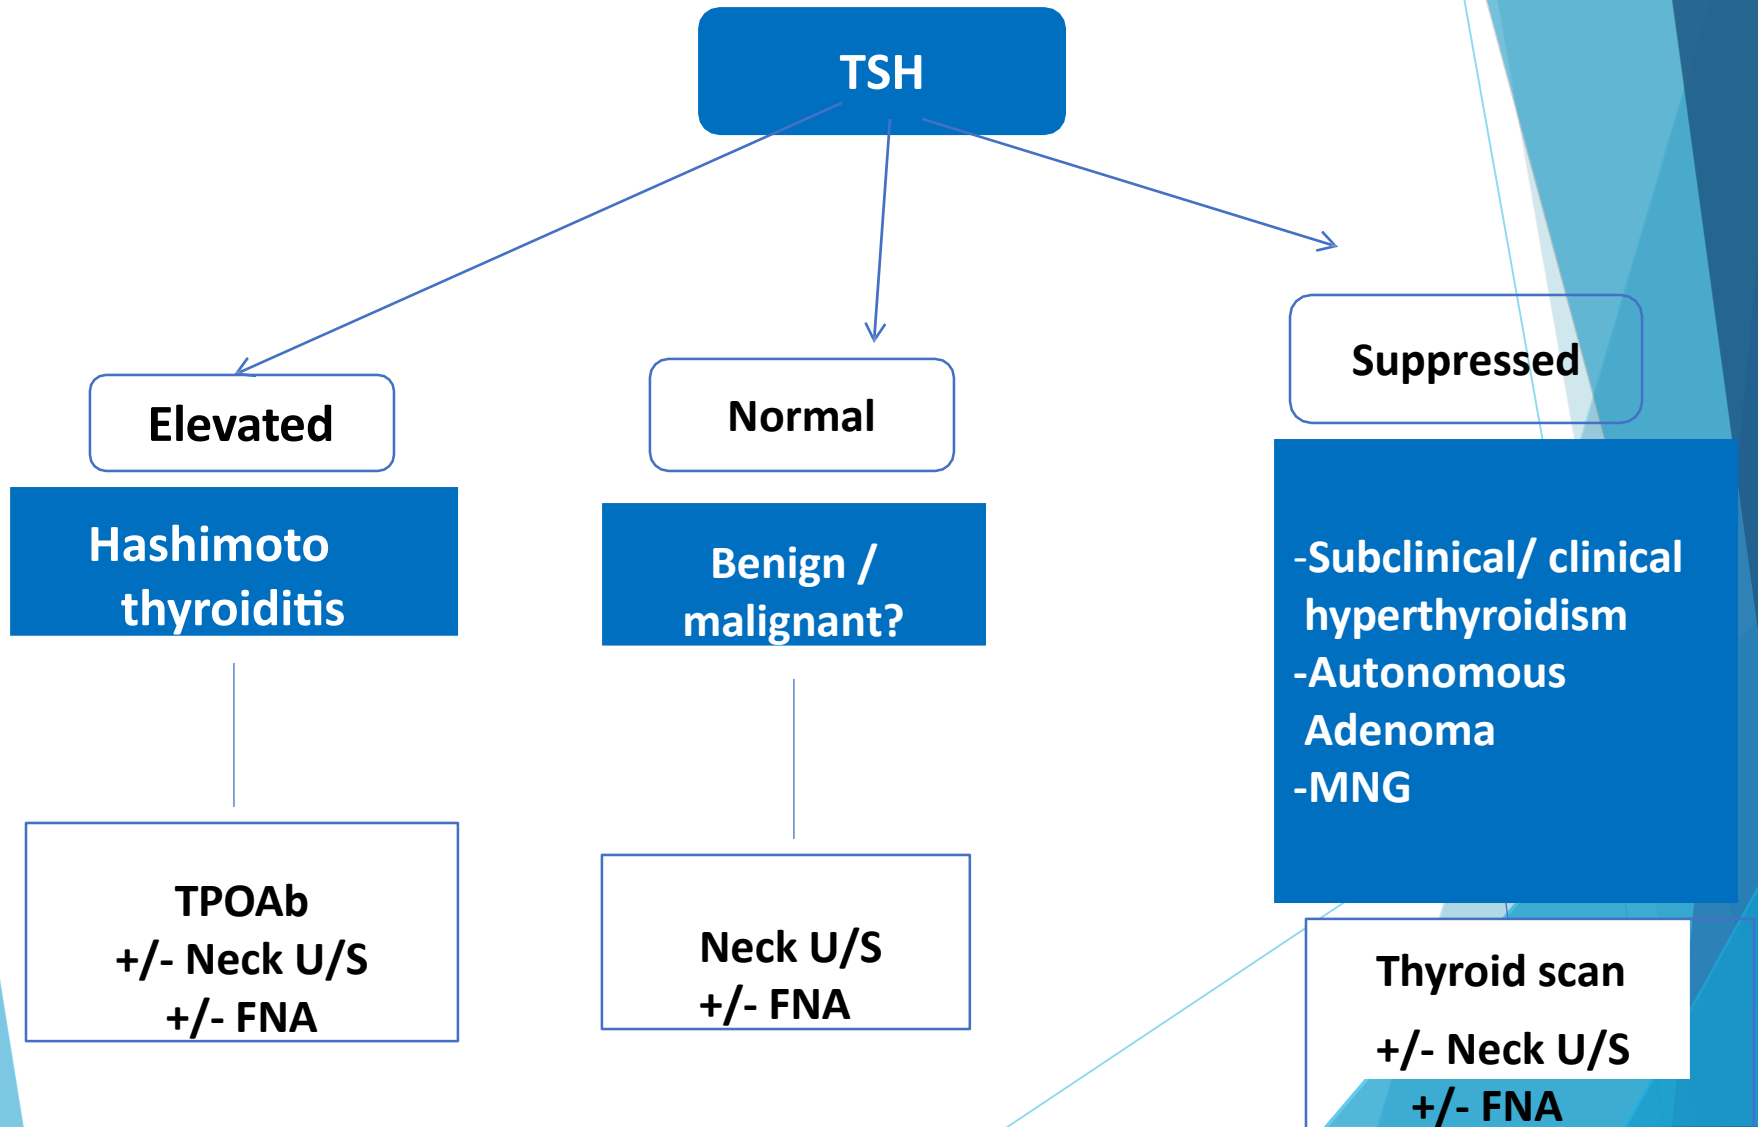 TSH
Elevated
Hashimoto
thyroiditis
TPOAb
+/- Neck U/S
+/- FNA
Normal
Benign /
malignant?
Neck U/S
+/- FNA
Suppressed
-Subclinical/ clinical
hyperthyroidism
-Autonomous
Adenoma
-MNG
Thyroid scan
+/- Neck U/S
+/- FNA